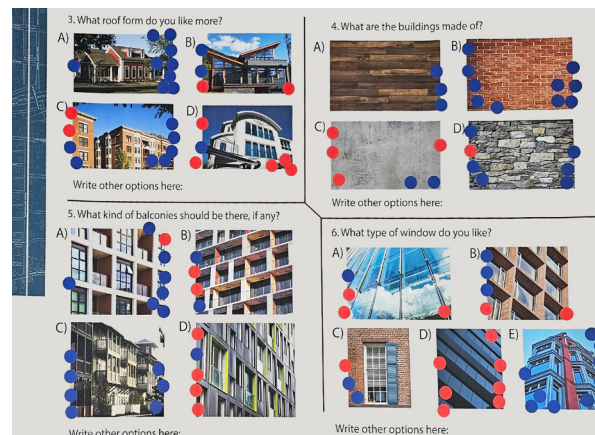 3. What roof form do you like more?
A)
B)
C)
D)
Write other options here:
4. What are the buildings made of?
A)
B)
C)
D)
Write other options here:
5. What kind of balconies should be there, if any?
A)
B)
C)
D)
Write other options here:
6. What type of window do you like?
A)
B)
C)
D)
E)
Write other options here: